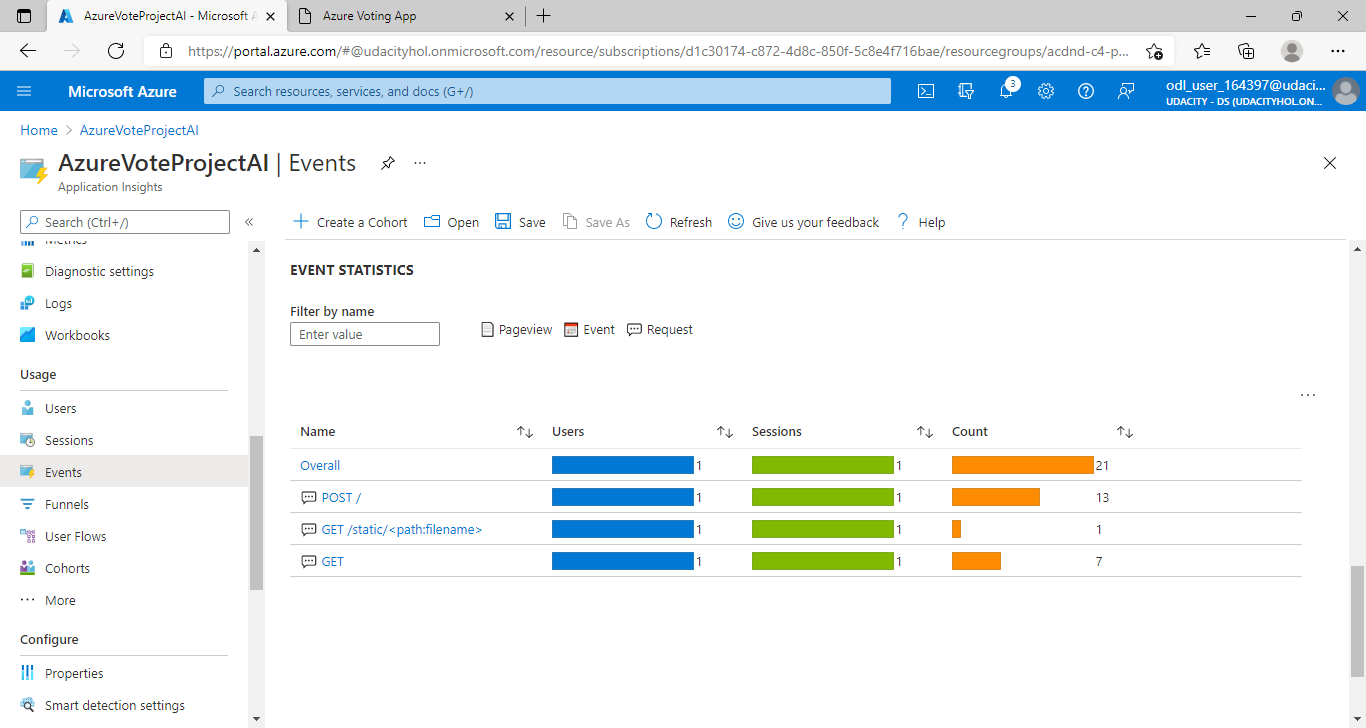 AzureVoteProjectAI - Microsoft A
Azure Voting App
https://portal.azure.com/#@udacityhol.onmicrosoft.com/resource/subscriptions/d1c30174-c872-4d8c-850f-5c8e4f716bae/resourcegroups/acdnd-c4-p...
Microsoft Azure
Search resources, services, and docs (G+/)
3
odl_user_164397@udaci...
UDACITY - DS (UDACITYHOL.ON...
Home > AzureVoteProjectAI
AzureVoteProjectAI | Events
Application Insights
Search (Ctrl+/)
Metrics
Diagnostic settings
Logs
Workbooks
Usage
Users
Sessions
Events
Funnels
User Flows
Cohorts
More
Configure
Properties
Smart detection settings
Create a Cohort Open Save Save As Refresh Give us your feedback Help
EVENT STATISTICS
Filter by name
Enter value
Pageview Event Request
Name Users Sessions Count
Overall 1 1 21
POST / 1 1 13
GET /static/<path:filename> 1 1 1
GET 1 1 7